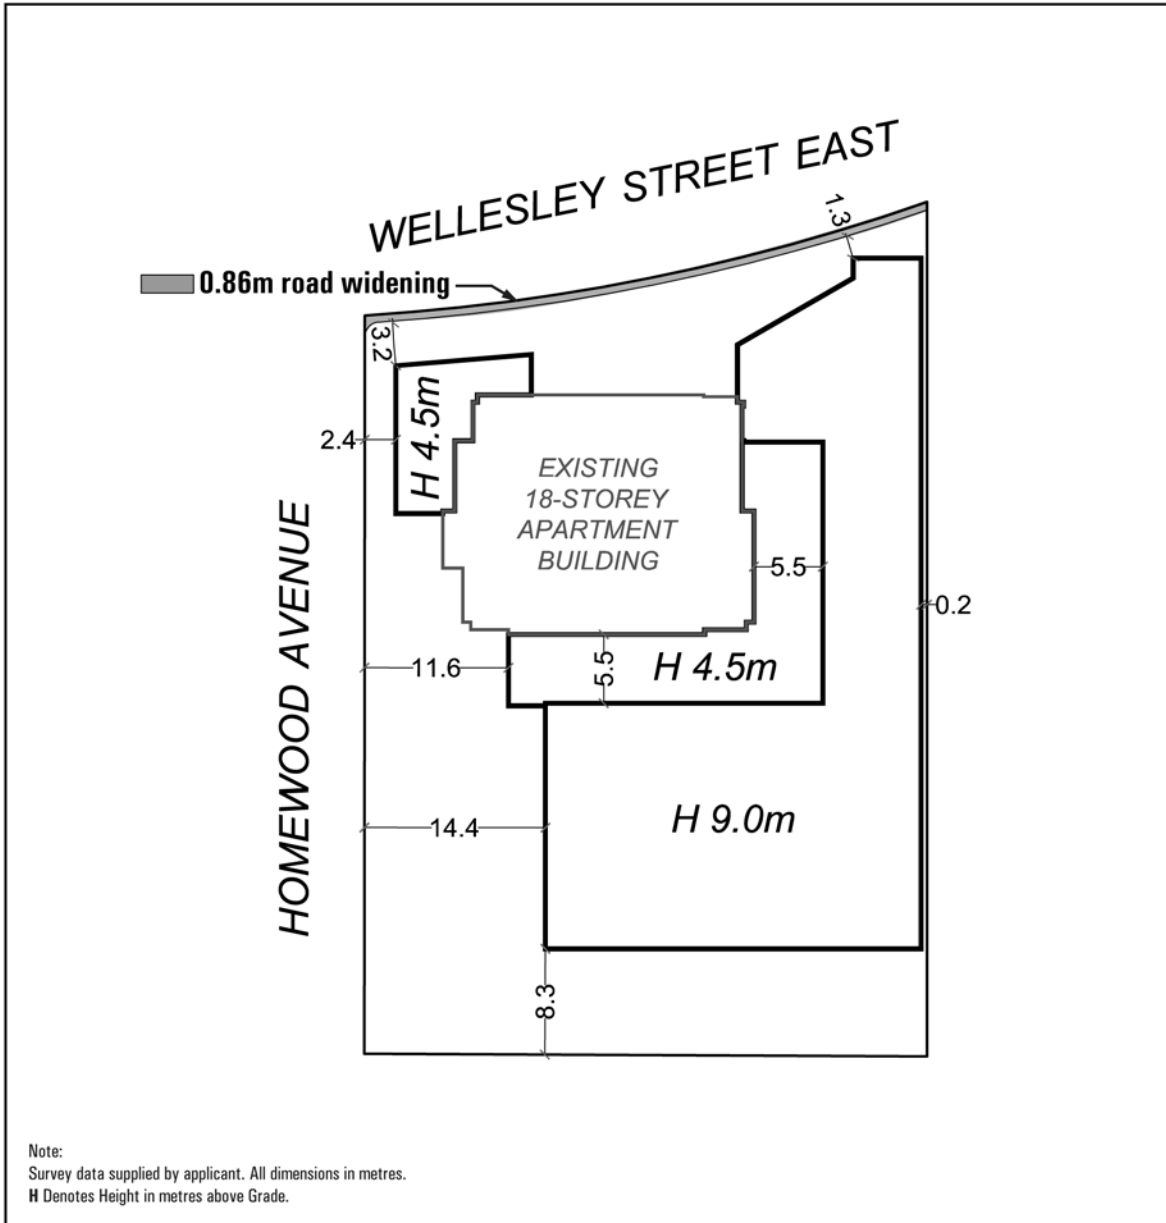 WELLESLEY STREET EAST
1.3
0.86m road widening
3.2
H 4.5m
2.4
EXISTING
18-STOREY
APARTMENT
BUILDING
5.5
0.2
HOMEWOOD AVENUE
11.6
5.5
H 4.5m
14.4
H 9.0m
8.3
Note:
Survey data supplied by applicant. All dimensions in metres.
H Denotes Height in metres above Grade.